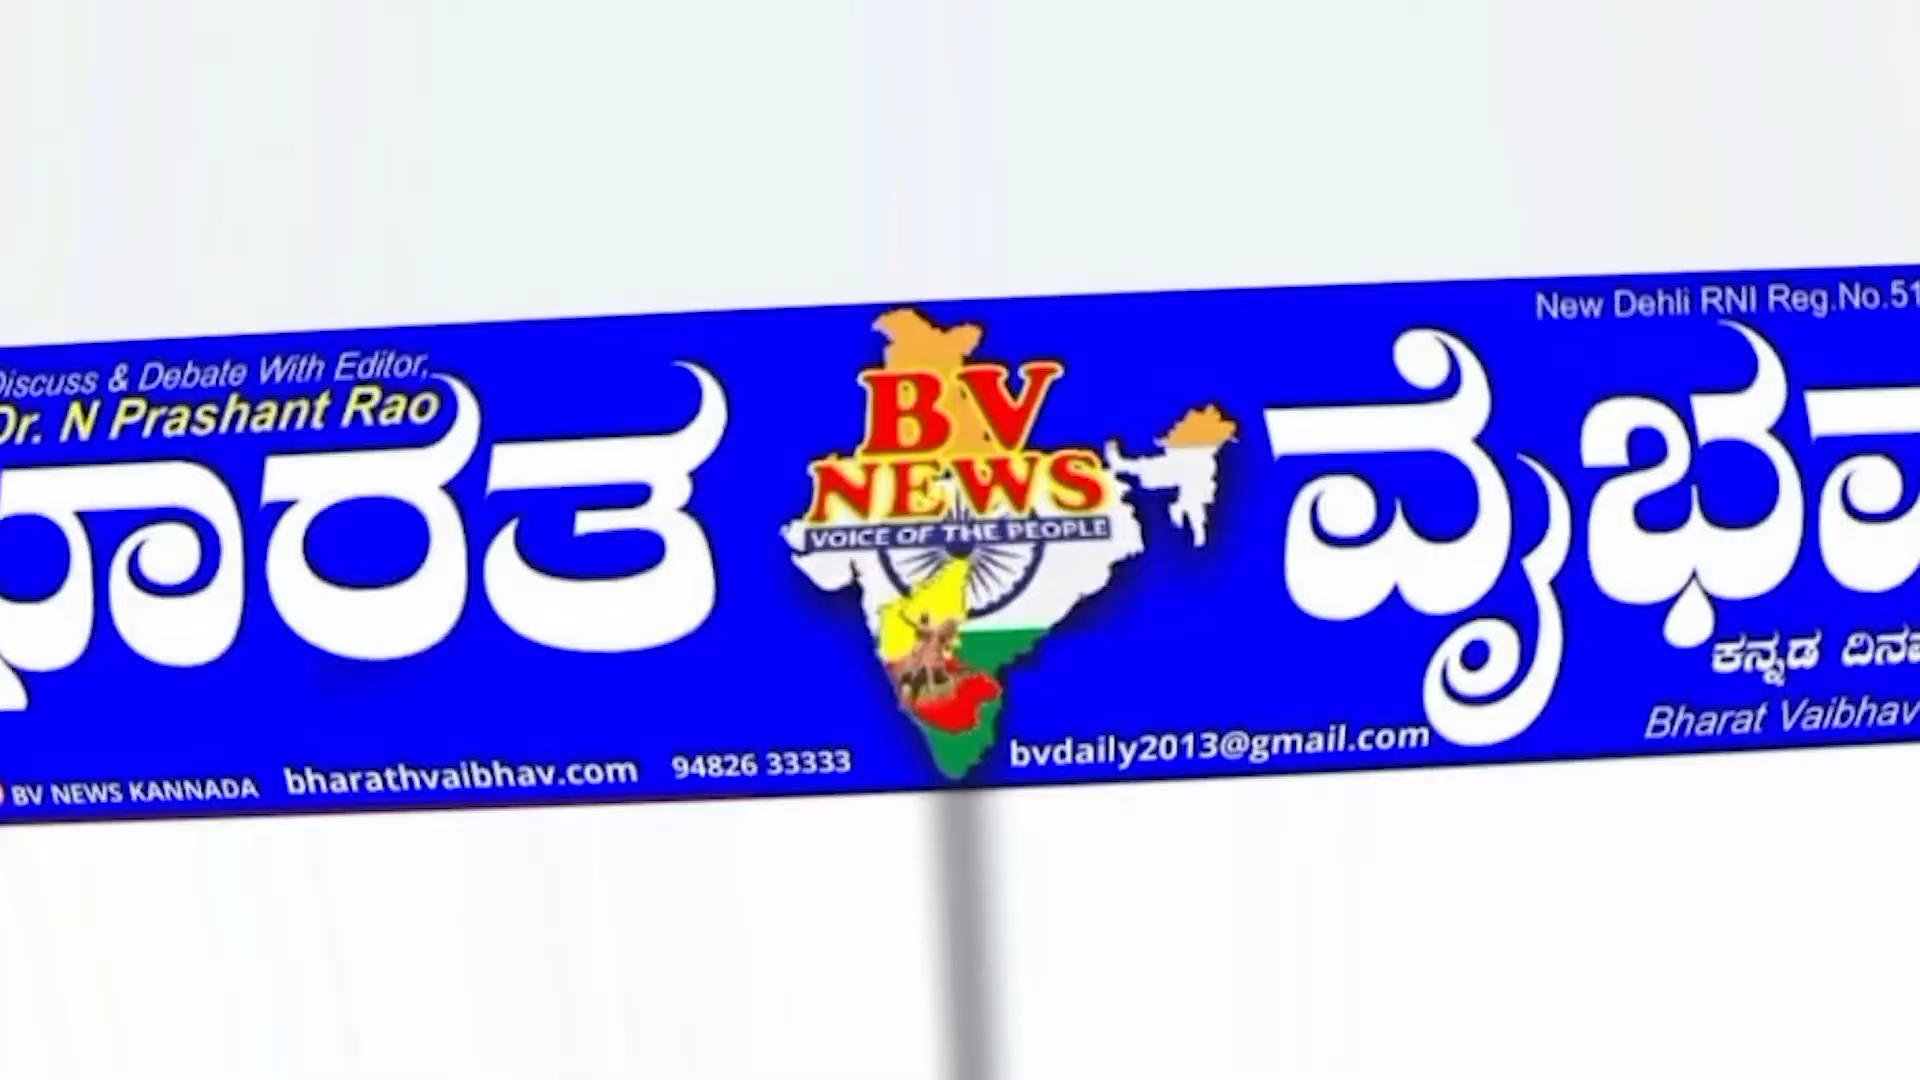 Discuss & Debate With Editor,
Dr. N Prashant Rao
ಭಾರತ
BV
NEWS
VOICE OF THE PEOPLE
New Dehli RNI Reg.No.51
ವೈಭವ
ಕನ್ನಡ
Bharat Vaibhav
BV NEWS KANNADA
bharathvaibhav.com
94826 33333
bvdaily2013@gmail.com